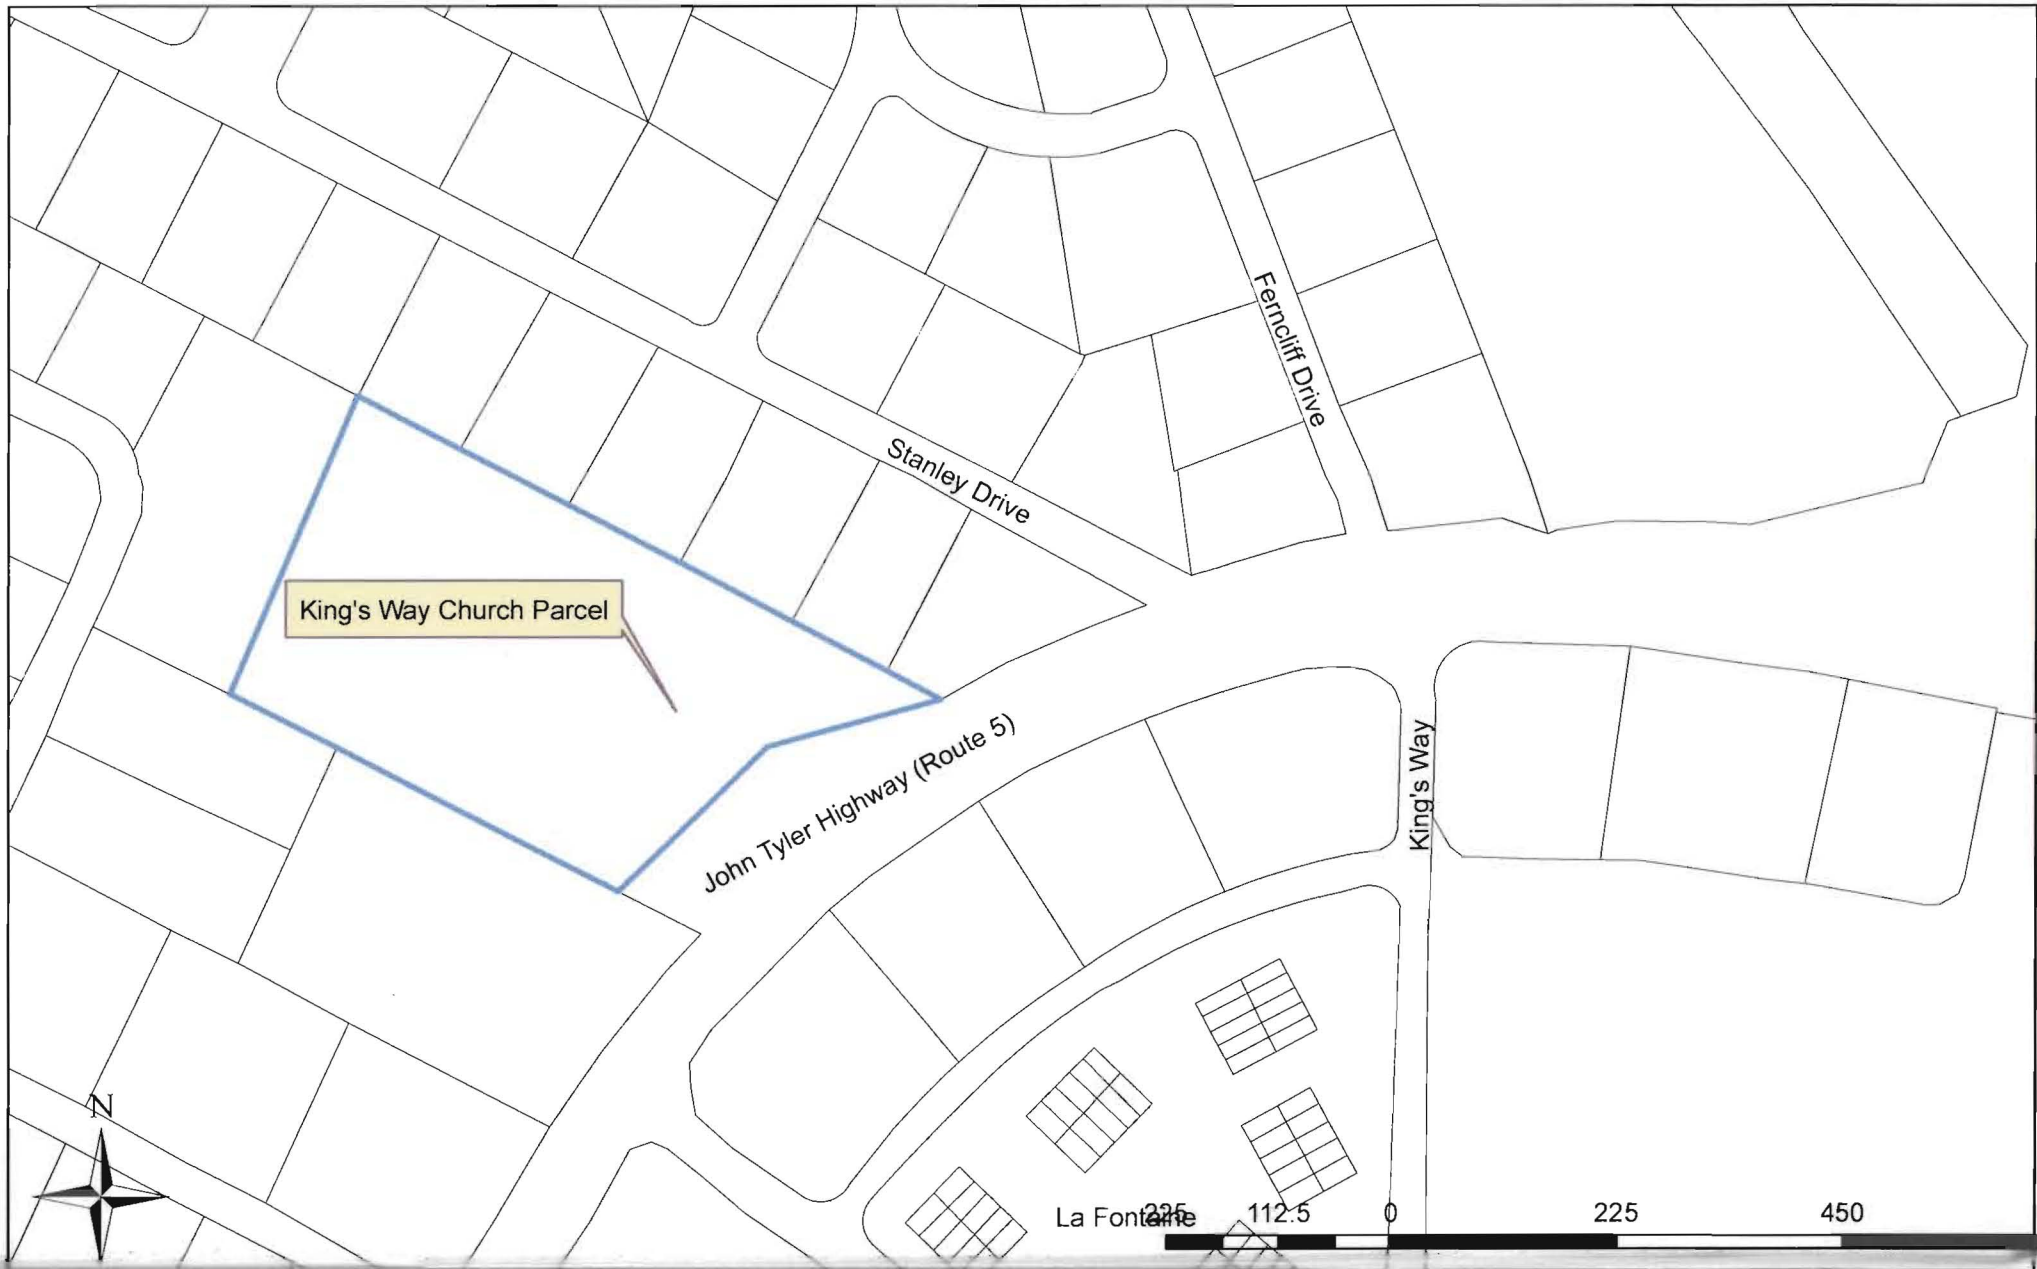 Ferncliff Drive
Stanley Drive
King's Way Church Parcel
John Tyler Highway (Route 5)
King's Way
N
La Fontaine
225 112.5 0 225 450